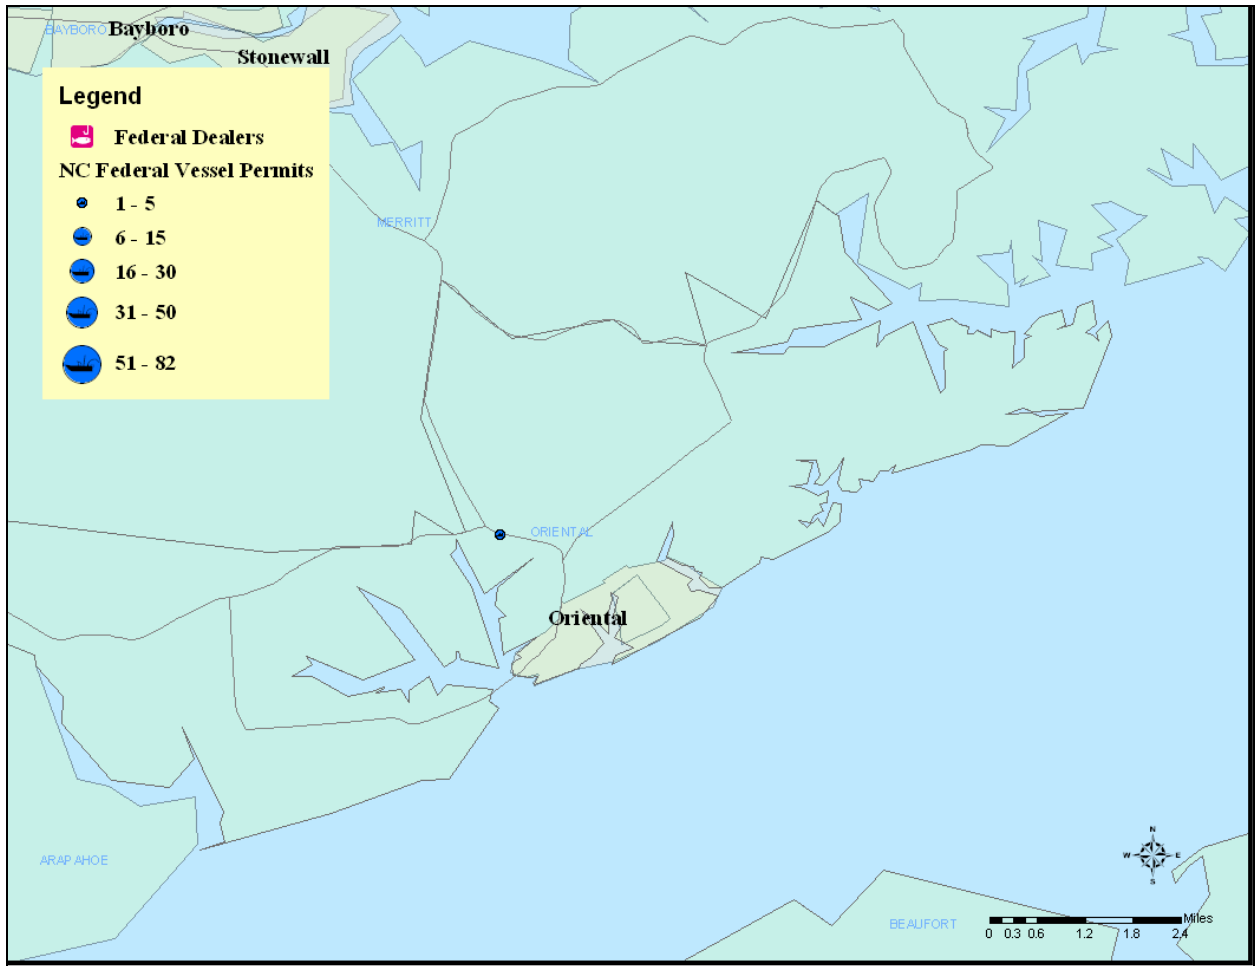 BAYBORO Bayboro
Stonewall
Legend
Federal Dealers
NC Federal Vessel Permits
1 - 5
6 - 15
16 - 30
31 - 50
51 - 82
MERRITT
ORIENTAL
Oriental
ARAPAHOE
BEAUFORT
N
W E
S
Miles
0 0.3 0.6 1.2 1.8 2.4